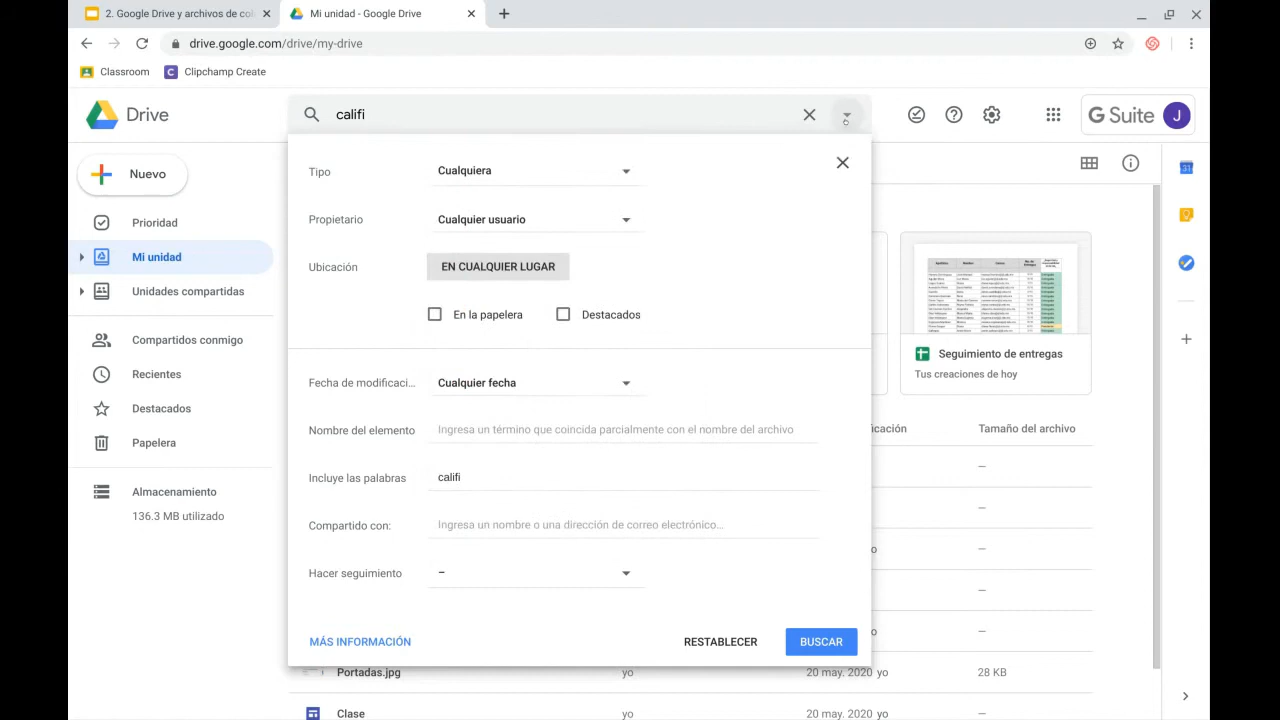 2. Google Drive y archivos de col
Mi unidad - Google Drive
drive.google.com/drive/my-drive
Classroom
Clipchamp Create
Drive
califi
G Suite
J
Nuevo
Prioridad
Mi unidad
Unidades compartidas
Compartidos conmigo
Recientes
Destacados
Papelera
Almacenamiento
136.3 MB utilizado
Tipo
Cualquiera
Propietario
Cualquier usuario
Ubicación
EN CUALQUIER LUGAR
En la papelera
Destacados
Fecha de modificaci...
Cualquier fecha
Nombre del elemento
Ingresa un término que coincida parcialmente con el nombre del archivo
Incluye las palabras
califi
Compartido con:
Ingresa un nombre o una dirección de correo electrónico...
Hacer seguimiento
–
MÁS INFORMACIÓN
RESTABLECER
BUSCAR
31
Seguimiento de entregas
Tus creaciones de hoy
icación
Tamaño del archivo
—
—
o —
—
o —
Portadas.jpg yo 20 may. 2020 yo 28 KB
Clase yo 20 may. 2020 yo —